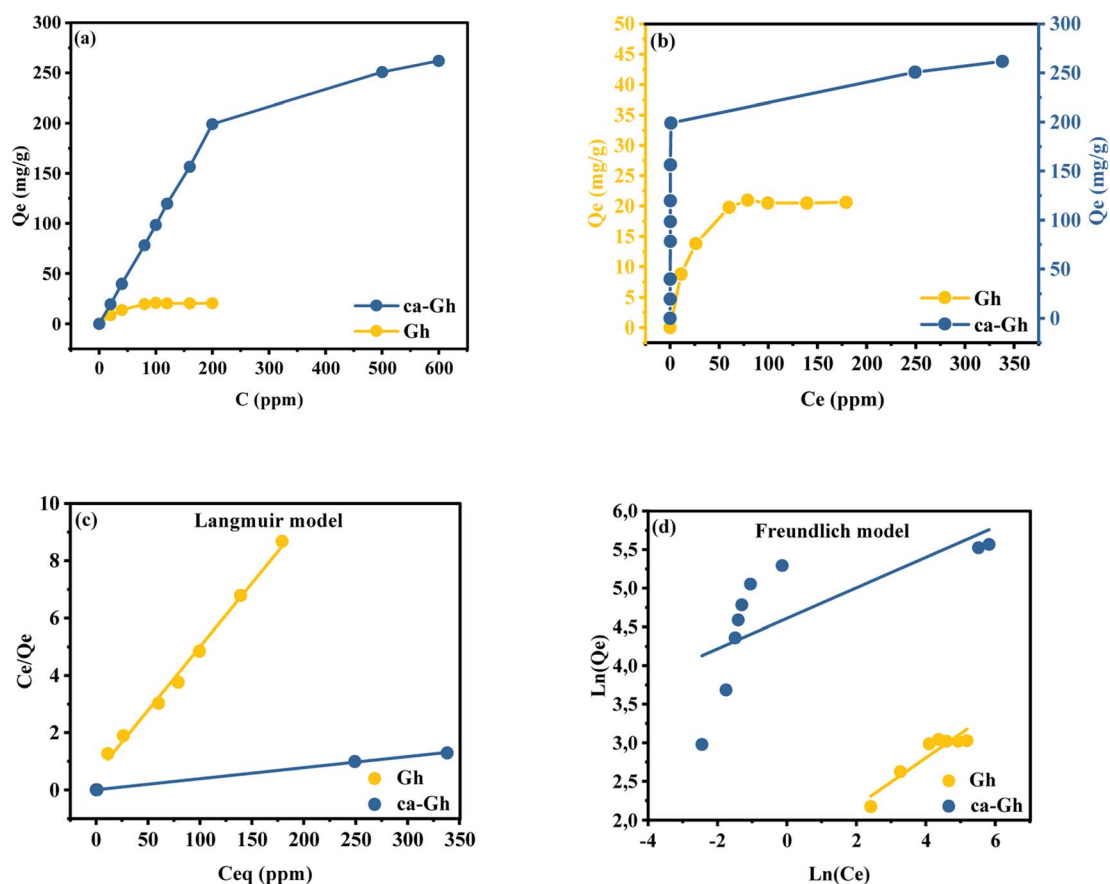 (a)
300
250
200
150
100
50
0
Qe (mg/g)
0 100 200 300 400 500 600
C (ppm)
ca-Gh
Gh
(b)
50
45
40
35
30
25
20
15
10
5
0
Qe (mg/g)
300
250
200
150
100
50
0
Qe (mg/g)
0 50 100 150 200 250 300 350
Ce (ppm)
Gh
ca-Gh
(c)
Langmuir model
10
8
6
4
2
0
Ce/Qe
0 50 100 150 200 250 300 350
Ceq (ppm)
Gh
ca-Gh
(d)
Freundlich model
6,0
5,5
5,0
4,5
4,0
3,5
3,0
2,5
2,0
Ln(Qe)
-4 -2 0 2 4 6
Ln(Ce)
Gh
ca-Gh